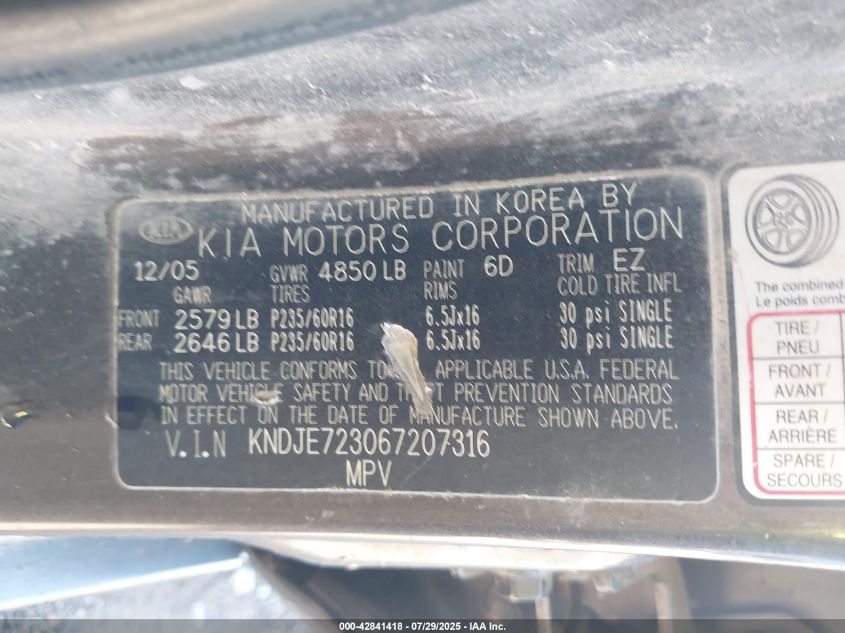 MANUFACTURED IN KOREA BY
KIA KIA MOTORS CORPORATION
12/05 GVWR 4850 LB PAINT 6D TRIM EZ
GAWR TIRES RIMS COLD TIRE INFL
FRONT 2579 LB P235/60R16 6.5Jx16 30 psi SINGLE
REAR 2646 LB P235/60R16 6.5Jx16 30 psi SINGLE
THIS VEHICLE CONFORMS TO APPLICABLE U.S.A. FEDERAL
MOTOR VEHICLE SAFETY AND THEFT PREVENTION STANDARDS
IN EFFECT ON THE DATE OF MANUFACTURE SHOWN ABOVE.
V.I.N KNDJE723067207316
MPV
The combined
Le poids comb
TIRE /
PNEU
FRONT /
AVANT
REAR /
ARRIÈRE
SPARE /
SECOURS
000-42841418 - 07/29/2025 - IAA Inc.